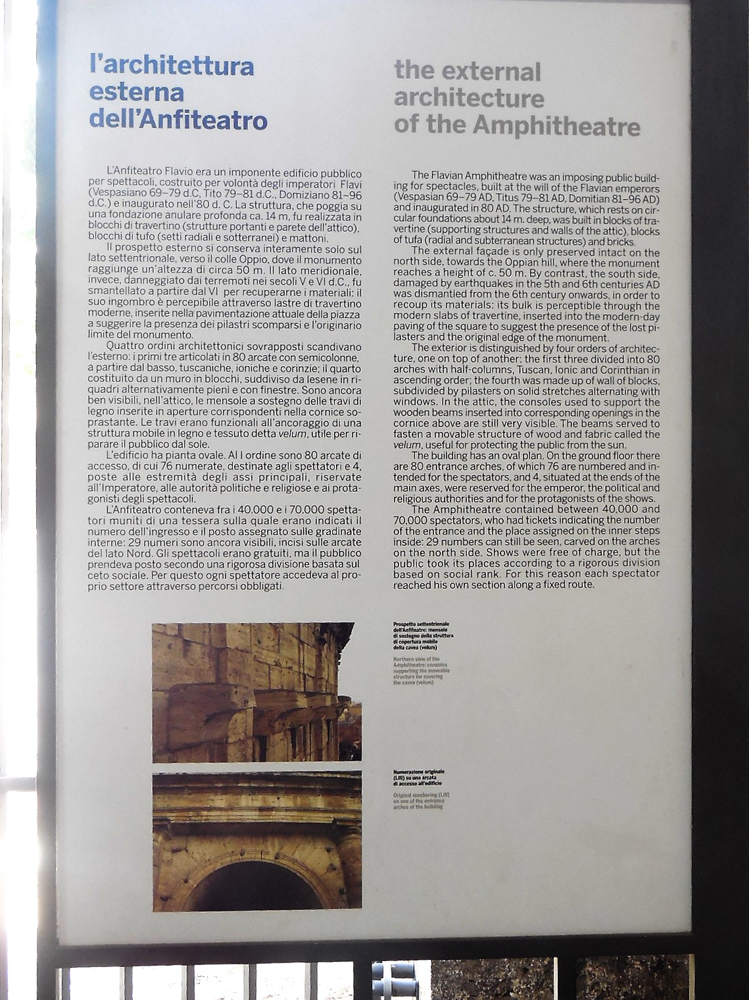 l'architettura
esterna
dell'Anfiteatro
L'Anfiteatro Flavio era un imponente edificio pubblico
per spettacoli, costruito per volontà degli imperatori Flavi
(Vespasiano 69–79 d.C, Tito 79–81 d.C., Domiziano 81–96
d.C.) e inaugurato nell'80 d. C. La struttura, che poggia su
una fondazione anulare profonda ca. 14 m, fu realizzata in
blocchi di travertino (strutture portanti e parete dell'attico),
blocchi di tufo (setti radiali e sotterranei) e mattoni.
Il prospetto esterno si conserva interamente solo sul
lato settentrionale, verso il colle Oppio, dove il monumento
raggiunge un'altezza di circa 50 m. Il lato meridionale,
invece, danneggiato dai terremoti nei secoli V e VI d.C., fu
smantellato a partire dal VI per recuperarne i materiali: il
suo ingombro è percepibile attraverso lastre di travertino
moderne, inserite nella pavimentazione attuale della piazza
a suggerire la presenza dei pilastri scomparsi e l'originario
limite del monumento.
Quattro ordini architettonici sovrapposti scandivano
l'esterno: i primi tre articolati in 80 arcate con semicolonne,
a partire dal basso, tuscaniche, ioniche e corinzie; il quarto
costituito da un muro in blocchi, suddiviso da lesene in ri-
quadri alternativamente pieni e con finestre. Sono ancora
ben visibili, nell'attico, le mensole a sostegno delle travi di
legno inserite in aperture corrispondenti nella cornice so-
prastante. Le travi erano funzionali all'ancoraggio di una
struttura mobile in legno e tessuto detta velum, utile per ri-
parare il pubblico dal sole.
L'edificio ha pianta ovale. Al I ordine sono 80 arcate di
accesso, di cui 76 numerate, destinate agli spettatori e 4,
poste alle estremità degli assi principali, riservate
all'Imperatore, alle autorità politiche e religiose e ai prota-
gonisti degli spettacoli.
L'Anfiteatro conteneva fra i 40.000 e i 70.000 spetta-
tori muniti di una tessera sulla quale erano indicati il
numero dell'ingresso e il posto assegnato sulle gradinate
interne: 29 numeri sono ancora visibili, incisi sulle arcate
del lato Nord. Gli spettacoli erano gratuiti, ma il pubblico
prendeva posto secondo una rigorosa divisione basata sul
ceto sociale. Per questo ogni spettatore accedeva al pro-
prio settore attraverso percorsi obbligati.
the external
architecture
of the Amphitheatre
The Flavian Amphitheatre was an imposing public build-
ing for spectacles, built at the will of the Flavian emperors
(Vespasian 69–79 AD, Titus 79–81 AD, Domitian 81–96 AD)
and inaugurated in 80 AD. The structure, which rests on cir-
cular foundations about 14 m. deep, was built in blocks of tra-
vertine (supporting structures and walls of the attic), blocks
of tufa (radial and subterranean structures) and bricks.
The external façade is only preserved intact on the
north side, towards the Oppian hill, where the monument
reaches a height of c. 50 m. By contrast, the south side,
damaged by earthquakes in the 5th and 6th centuries AD
was dismantled from the 6th century onwards, in order to
recoup its materials: its bulk is perceptible through the
modern slabs of travertine, inserted into the modern-day
paving of the square to suggest the presence of the lost pi-
lasters and the original edge of the monument.
The exterior is distinguished by four orders of architec-
ture, one on top of another: the first three divided into 80
arches with half-columns, Tuscan, Ionic and Corinthian in
ascending order; the fourth was made up of wall of blocks,
subdivided by pilasters on solid stretches alternating with
windows. In the attic, the consoles used to support the
wooden beams inserted into corresponding openings in the
cornice above are still very visible. The beams served to
fasten a movable structure of wood and fabric called the
velum, useful for protecting the public from the sun.
The building has an oval plan. On the ground floor there
are 80 entrance arches, of which 76 are numbered and in-
tended for the spectators, and 4, situated at the ends of the
main axes, were reserved for the emperor, the political and
religious authorities and for the protagonists of the shows.
The Amphitheatre contained between 40,000 and
70,000 spectators, who had tickets indicating the number
of the entrance and the place assigned on the inner steps
inside: 29 numbers can still be seen, carved on the arches
on the north side. Shows were free of charge, but the
public took its places according to a rigorous division
based on social rank. For this reason each spectator
reached his own section along a fixed route.
Prospetto settentrionale
dell'Anfiteatro: mensole
di sostegno della struttura
di copertura mobile
della cavea (velum)
Northern view of the
Amphitheatre: consoles
supporting the moveable
structure for covering
the cavea (velum)
Numerazione originale
(LIII) su una arcata
di accesso all'edificio
Original numbering (LIII)
on one of the entrance
arches of the building